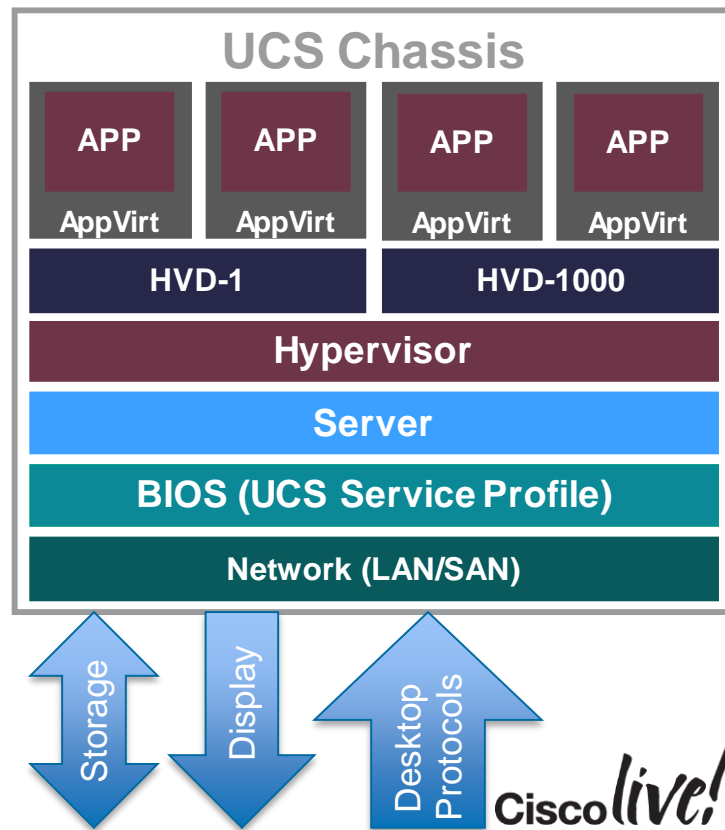 UCS Chassis
APP
APP
APP
APP
AppVirt
AppVirt
AppVirt
AppVirt
HVD-1
HVD-1000
Hypervisor
Server
BIOS (UCS Service Profile)
Network (LAN/SAN)
Storage
Display
Desktop
Protocols
Cisco live!